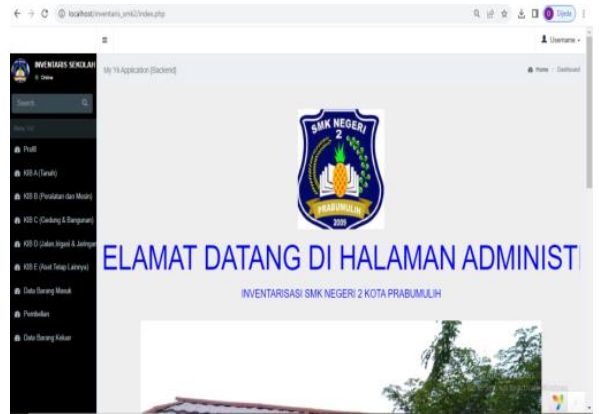 localhost/inventaris_smk2/index.php
Username
INVENTARIS SEKOLAH
Online
My Yii Application [Backend]
Home
Dashboard
Search...
Profil
KIB A (Tanah)
KIB B (Peralatan dan Mesin)
KIB C (Gedung & Bangunan)
KIB D (Jalan, Irigasi & Jaringan
KIB E (Aset Tetap Lainnya)
Data Barang Masuk
Pembelian
Data Barang Keluar
SMK NEGERI
2
PRABUMULIH
2009
ELAMAT DATANG DI HALAMAN ADMINIST
INVENTARISASI SMK NEGERI 2 KOTA PRABUMULIH